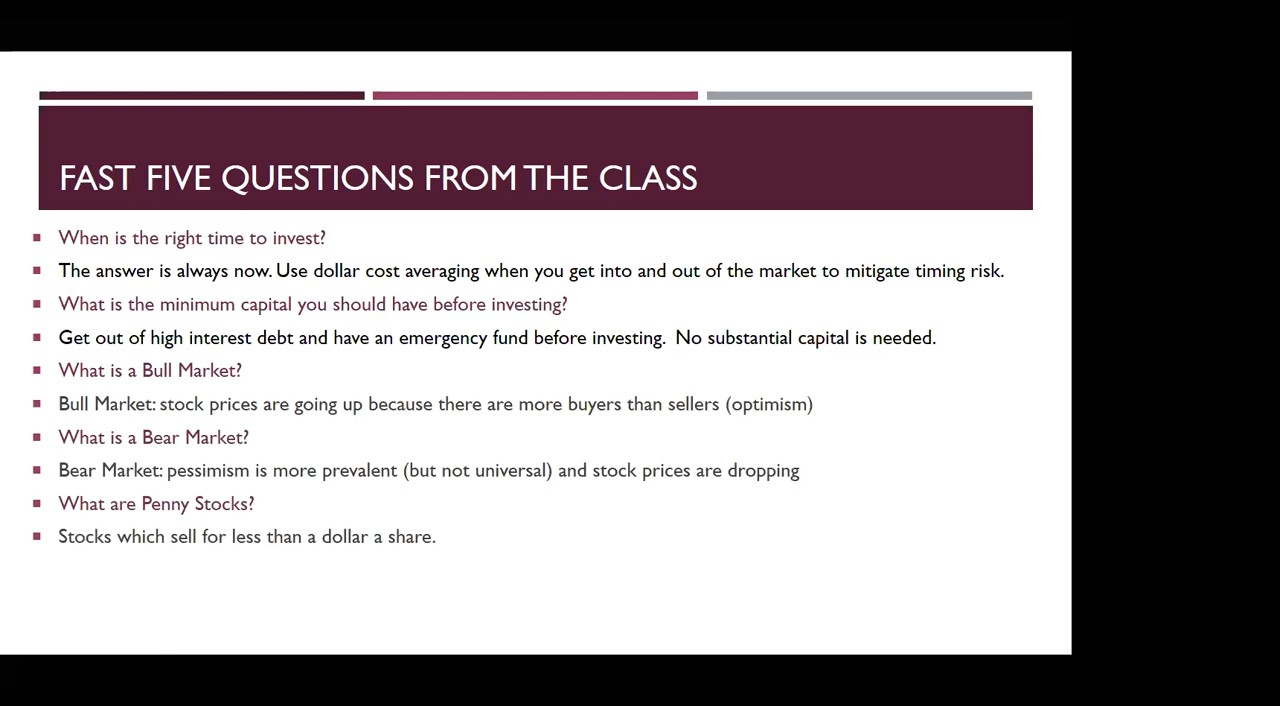 FAST FIVE QUESTIONS FROM THE CLASS
When is the right time to invest?
The answer is always now. Use dollar cost averaging when you get into and out of the market to mitigate timing risk.
What is the minimum capital you should have before investing?
Get out of high interest debt and have an emergency fund before investing.  No substantial capital is needed.
What is a Bull Market?
Bull Market: stock prices are going up because there are more buyers than sellers (optimism)
What is a Bear Market?
Bear Market: pessimism is more prevalent (but not universal) and stock prices are dropping
What are Penny Stocks?
Stocks which sell for less than a dollar a share.